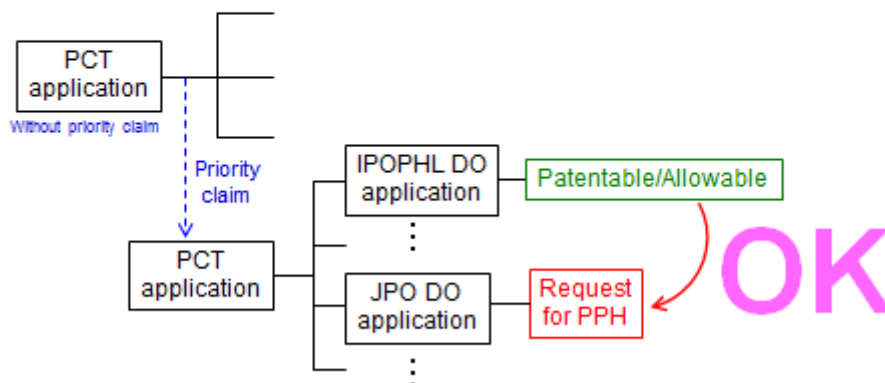 PCT
application
Without priority claim
Priority
claim
IPOPHL DO
application
Patentable/Allowable
PCT
application
JPO DO
application
Request
for PPH
OK